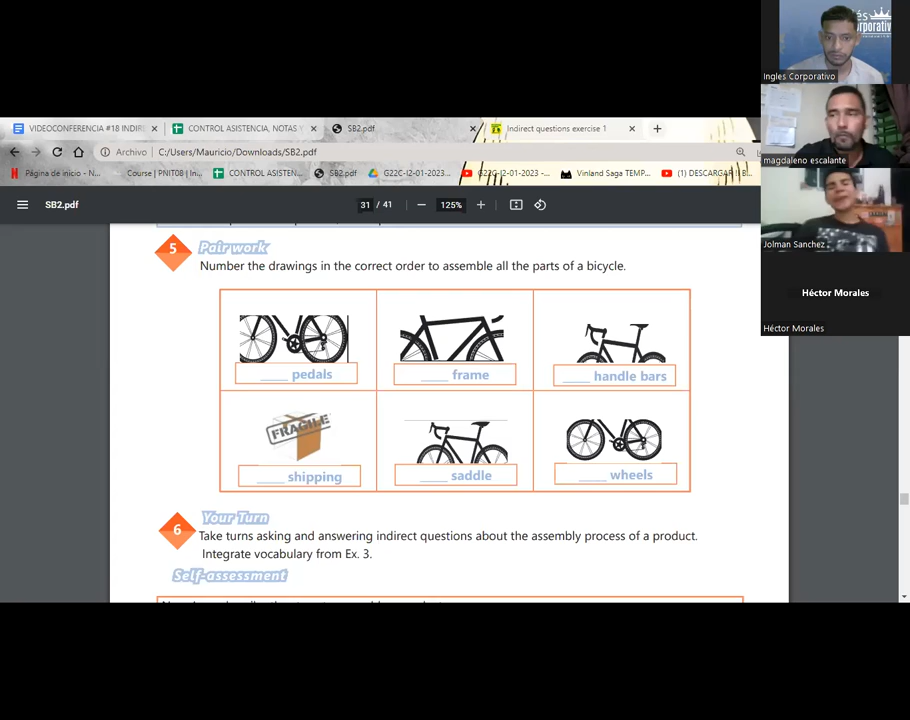 és
orporativ
Ingles Corporativo
VIDEOCONFERENCIA #18 INDIR
CONTROL ASISTENCIA, NOTAS Y
SB2.pdf
Indirect questions exercise 1
Archivo
C:/Users/Mauricio/Downloads/SB2.pdf
magdaleno escalante
Página de inicio - N...
Course | PNIT08 | In...
CONTROL ASISTEN...
SB2.pdf
G22C-I2-01-2023...
G22C-I2-01-2023 -...
Vinland Saga TEMP...
(1) DESCARGAR
SB2.pdf
31 / 41
125%
Jolman Sanchez
5
Pair work
Number the drawings in the correct order to assemble all the parts of a bicycle.
Héctor Morales
Héctor Morales
____ pedals
____ frame
____ handle bars
FRAGILE
____ shipping
____ saddle
____ wheels
6
Your Turn
Take turns asking and answering indirect questions about the assembly process of a product.
Integrate vocabulary from Ex. 3.
Self-assessment